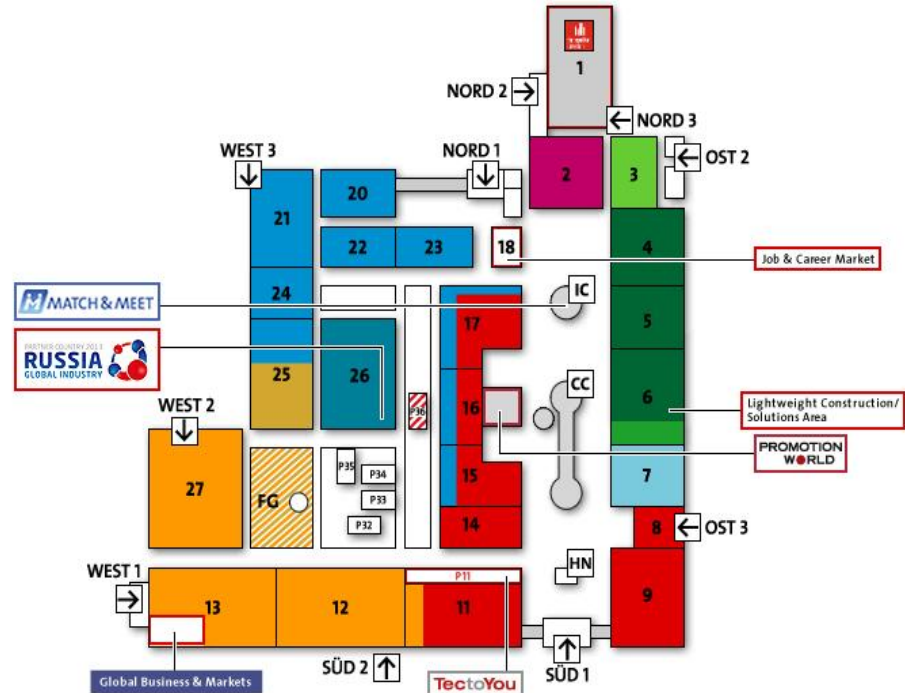 1
NORD 2
NORD 3
WEST 3
NORD 1
OST 2
2
3
20
21
22
23
18
4
Job & Career Market
24
IC
MATCH & MEET
17
5
PARTNER COUNTRY 2013
RUSSIA
GLOBAL INDUSTRY
25
26
CC
P36
16
6
WEST 2
Lightweight Construction/
Solutions Area
PROMOTION
WORLD
27
FG
P35
P34
P33
P32
15
7
14
8
OST 3
WEST 1
HN
P11
13
12
11
9
SÜD 2
SÜD 1
Global Business & Markets
TectoYou